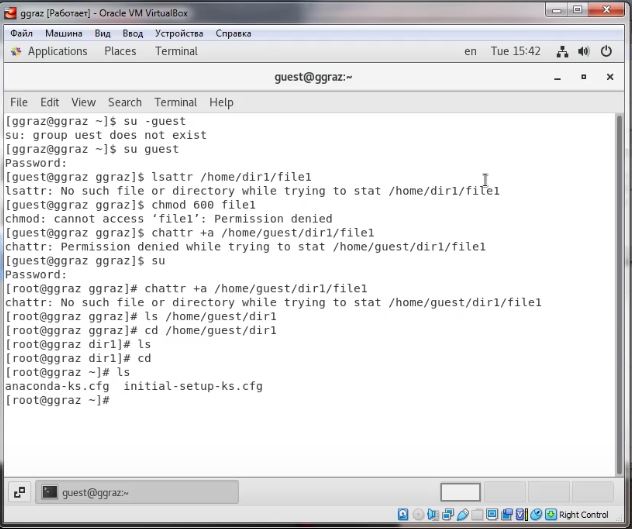 ggraz [Работает] - Oracle VM VirtualBox
Файл Машина Вид Ввод Устройства Справка
Applications Places Terminal en Tue 15:42
guest@ggraz:~
File Edit View Search Terminal Help
[ggraz@ggraz ~]$ su -guest
su: group uest does not exist
[ggraz@ggraz ~]$ su guest
Password:
[guest@ggraz ggraz]$ lsattr /home/dir1/file1
lsattr: No such file or directory while trying to stat /home/dir1/file1
[guest@ggraz ggraz]$ chmod 600 file1
chmod: cannot access ‘file1’: Permission denied
[guest@ggraz ggraz]$ chattr +a /home/guest/dir1/file1
chattr: Permission denied while trying to stat /home/guest/dir1/file1
[guest@ggraz ggraz]$ su
Password:
[root@ggraz ggraz]# chattr +a /home/guest/dir1/file1
chattr: No such file or directory while trying to stat /home/guest/dir1/file1
[root@ggraz ggraz]# ls /home/guest/dir1
[root@ggraz ggraz]# cd /home/guest/dir1
[root@ggraz dir1]# ls
[root@ggraz dir1]# cd
[root@ggraz ~]# ls
anaconda-ks.cfg  initial-setup-ks.cfg
[root@ggraz ~]#
guest@ggraz:~
Right Control